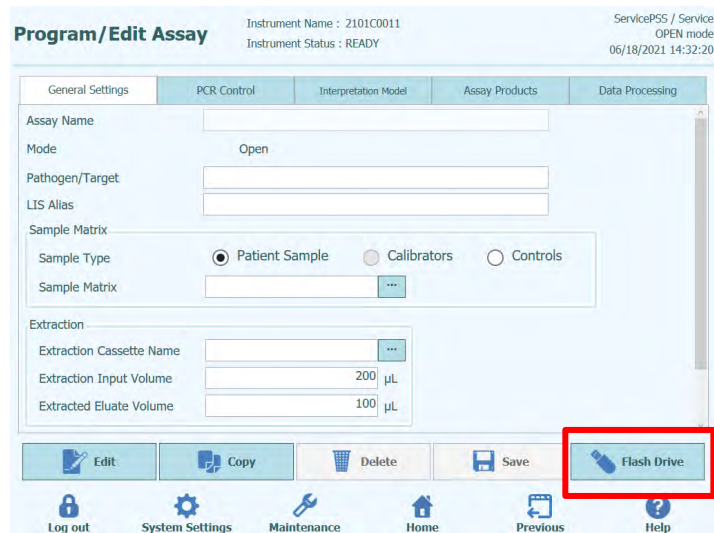 Program/Edit Assay
Instrument Name : 2101C0011
Instrument Status : READY
ServicePSS / Service
OPEN mode
06/18/2021 14:32:20
General Settings
PCR Control
Interpretation Model
Assay Products
Data Processing
Assay Name
Mode Open
Pathogen/Target
LIS Alias
Sample Matrix
Sample Type Patient Sample Calibrators Controls
Sample Matrix ...
Extraction
Extraction Cassette Name ...
Extraction Input Volume 200 µL
Extracted Eluate Volume 100 µL
Edit
Copy
Delete
Save
Flash Drive
Log out
System Settings
Maintenance
Home
Previous
Help